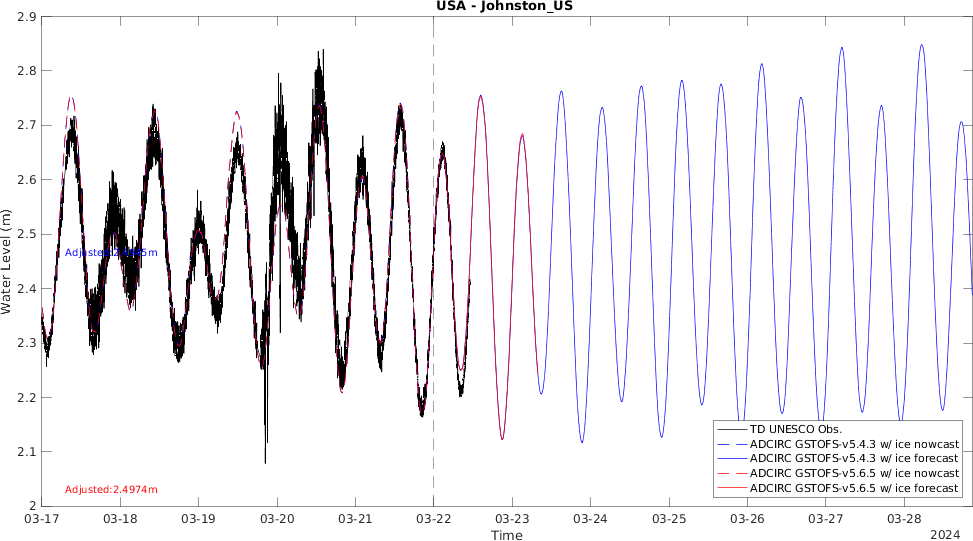 USA - Johnston_US
2.9
2.8
2.7
2.6
2.5
2.4
2.3
2.2
2.1
2
Water Level (m)
Adjusted:2.4974m
TD UNESCO Obs.
ADCIRC GSTOFS-v5.4.3 w/ ice nowcast
ADCIRC GSTOFS-v5.4.3 w/ ice forecast
ADCIRC GSTOFS-v5.6.5 w/ ice nowcast
ADCIRC GSTOFS-v5.6.5 w/ ice forecast
03-17 03-18 03-19 03-20 03-21 03-22 03-23 03-24 03-25 03-26 03-27 03-28
Time
2024